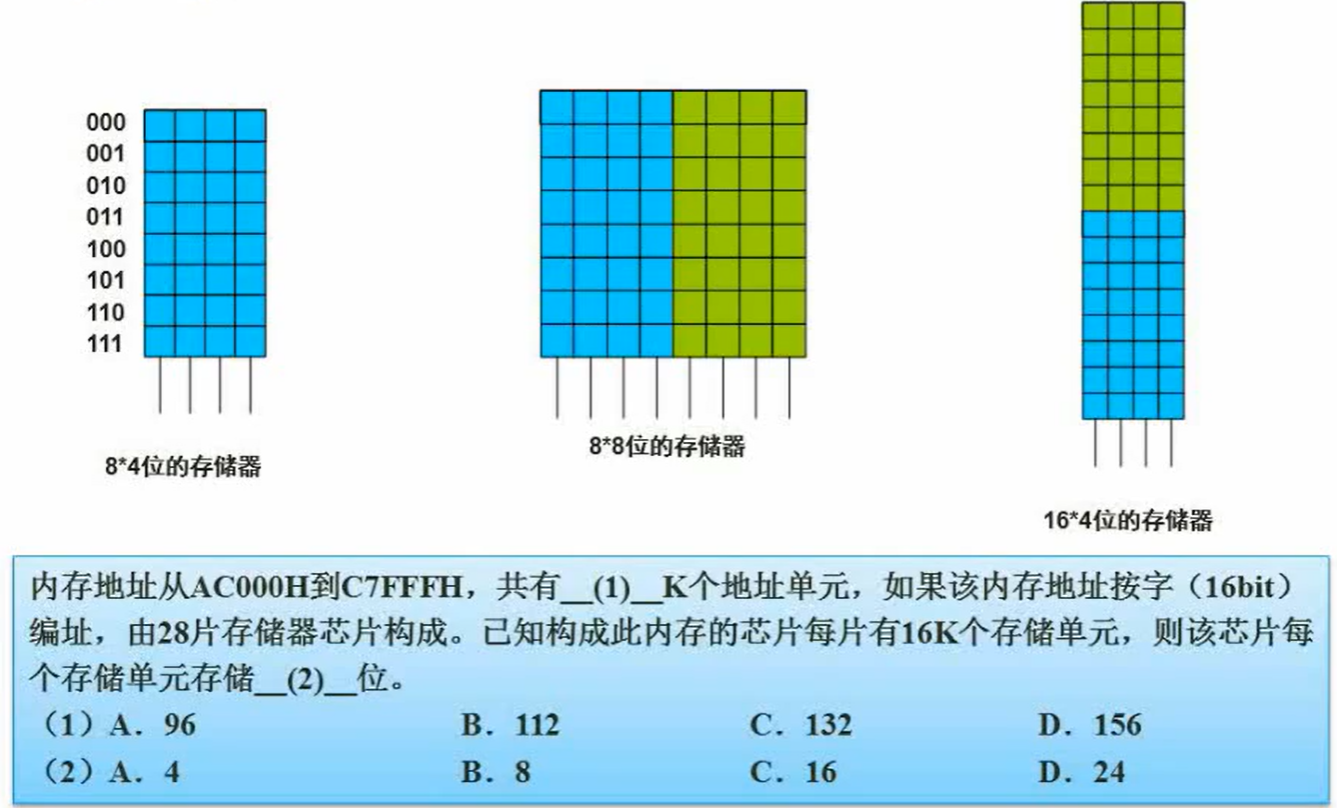 000
001
010
011
100
101
110
111
8*4位的存储器
8*8位的存储器
16*4位的存储器
内存地址从AC000H到C7FFFH，共有__(1)__K个地址单元，如果该内存地址按字（16bit）
编址，由28片存储器芯片构成。已知构成此内存的芯片每片有16K个存储单元，则该芯片每
个存储单元存储__(2)__位。
（1）A．96 B．112 C．132 D．156
（2）A．4 B．8 C．16 D．24